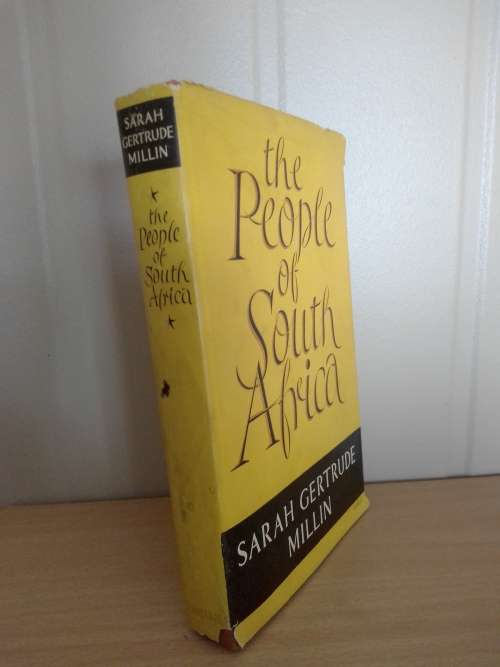 SARAH
GERTRUDE
MILLIN
the
People
of
South
Africa
the
People
of
South
Africa
SARAH GERTRUDE
MILLIN